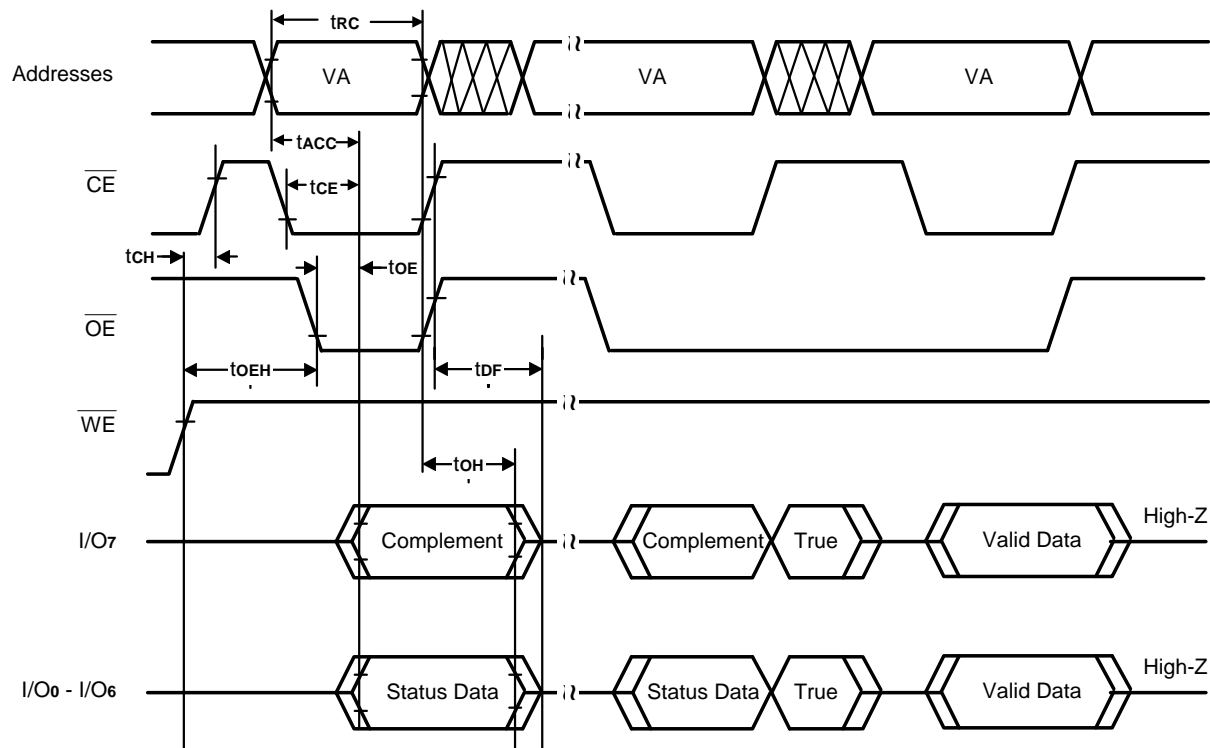 tRC
Addresses VA VA VA
tACC
CE tCE
tCH tOE
OE
tOEH tDF
WE
tOH
I/O7 Complement Complement True Valid Data High-Z
I/O0 - I/O6 Status Data Status Data True Valid Data High-Z